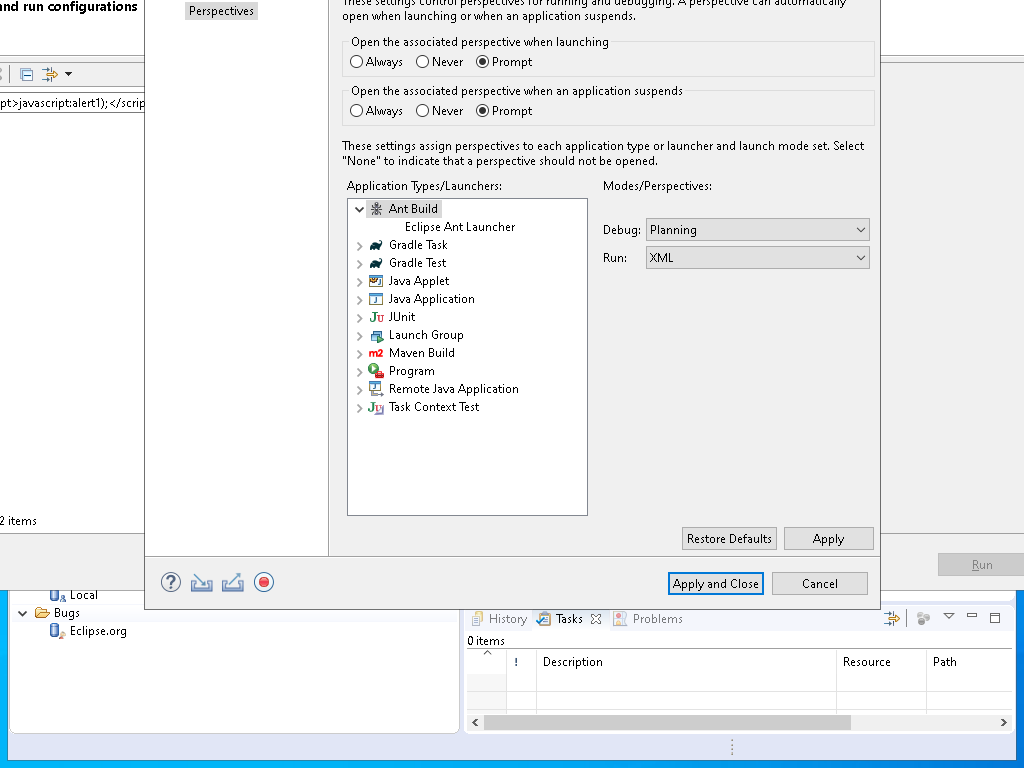 and run configurations
Perspectives
These settings control perspectives for running and debugging. A perspective can automatically
open when launching or when an application suspends.
Open the associated perspective when launching
Always Never Prompt
Open the associated perspective when an application suspends
Always Never Prompt
pt>javascript:alert1);</scrip
These settings assign perspectives to each application type or launcher and launch mode set. Select
"None" to indicate that a perspective should not be opened.
Application Types/Launchers:
Modes/Perspectives:
Ant Build
Eclipse Ant Launcher
Gradle Task
Gradle Test
Java Applet
Java Application
JUnit
Launch Group
Maven Build
Program
Remote Java Application
Task Context Test
Debug: Planning
Run: XML
2 items
Restore Defaults
Apply
Run
Apply and Close
Cancel
Local
Bugs
Eclipse.org
History
Tasks
Problems
0 items
! Description Resource Path